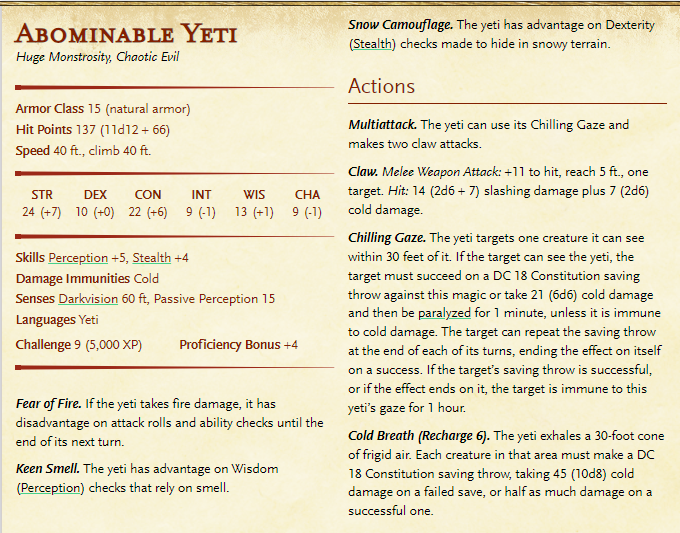 Abominable Yeti
Huge Monstrosity, Chaotic Evil
Armor Class 15 (natural armor)
Hit Points 137 (11d12 + 66)
Speed 40 ft., climb 40 ft.
STR DEX CON INT WIS CHA
24 (+7) 10 (+0) 22 (+6) 9 (-1) 13 (+1) 9 (-1)
Skills Perception +5, Stealth +4
Damage Immunities Cold
Senses Darkvision 60 ft, Passive Perception 15
Languages Yeti
Challenge 9 (5,000 XP) Proficiency Bonus +4
Fear of Fire. If the yeti takes fire damage, it has
disadvantage on attack rolls and ability checks until the
end of its next turn.
Keen Smell. The yeti has advantage on Wisdom
(Perception) checks that rely on smell.
Snow Camouflage. The yeti has advantage on Dexterity
(Stealth) checks made to hide in snowy terrain.
Actions
Multiattack. The yeti can use its Chilling Gaze and
makes two claw attacks.
Claw. Melee Weapon Attack: +11 to hit, reach 5 ft., one
target. Hit: 14 (2d6 + 7) slashing damage plus 7 (2d6)
cold damage.
Chilling Gaze. The yeti targets one creature it can see
within 30 feet of it. If the target can see the yeti, the
target must succeed on a DC 18 Constitution saving
throw against this magic or take 21 (6d6) cold damage
and then be paralyzed for 1 minute, unless it is immune
to cold damage. The target can repeat the saving throw
at the end of each of its turns, ending the effect on itself
on a success. If the target's saving throw is successful,
or if the effect ends on it, the target is immune to this
yeti's gaze for 1 hour.
Cold Breath (Recharge 6). The yeti exhales a 30-foot cone
of frigid air. Each creature in that area must make a DC
18 Constitution saving throw, taking 45 (10d8) cold
damage on a failed save, or half as much damage on a
successful one.